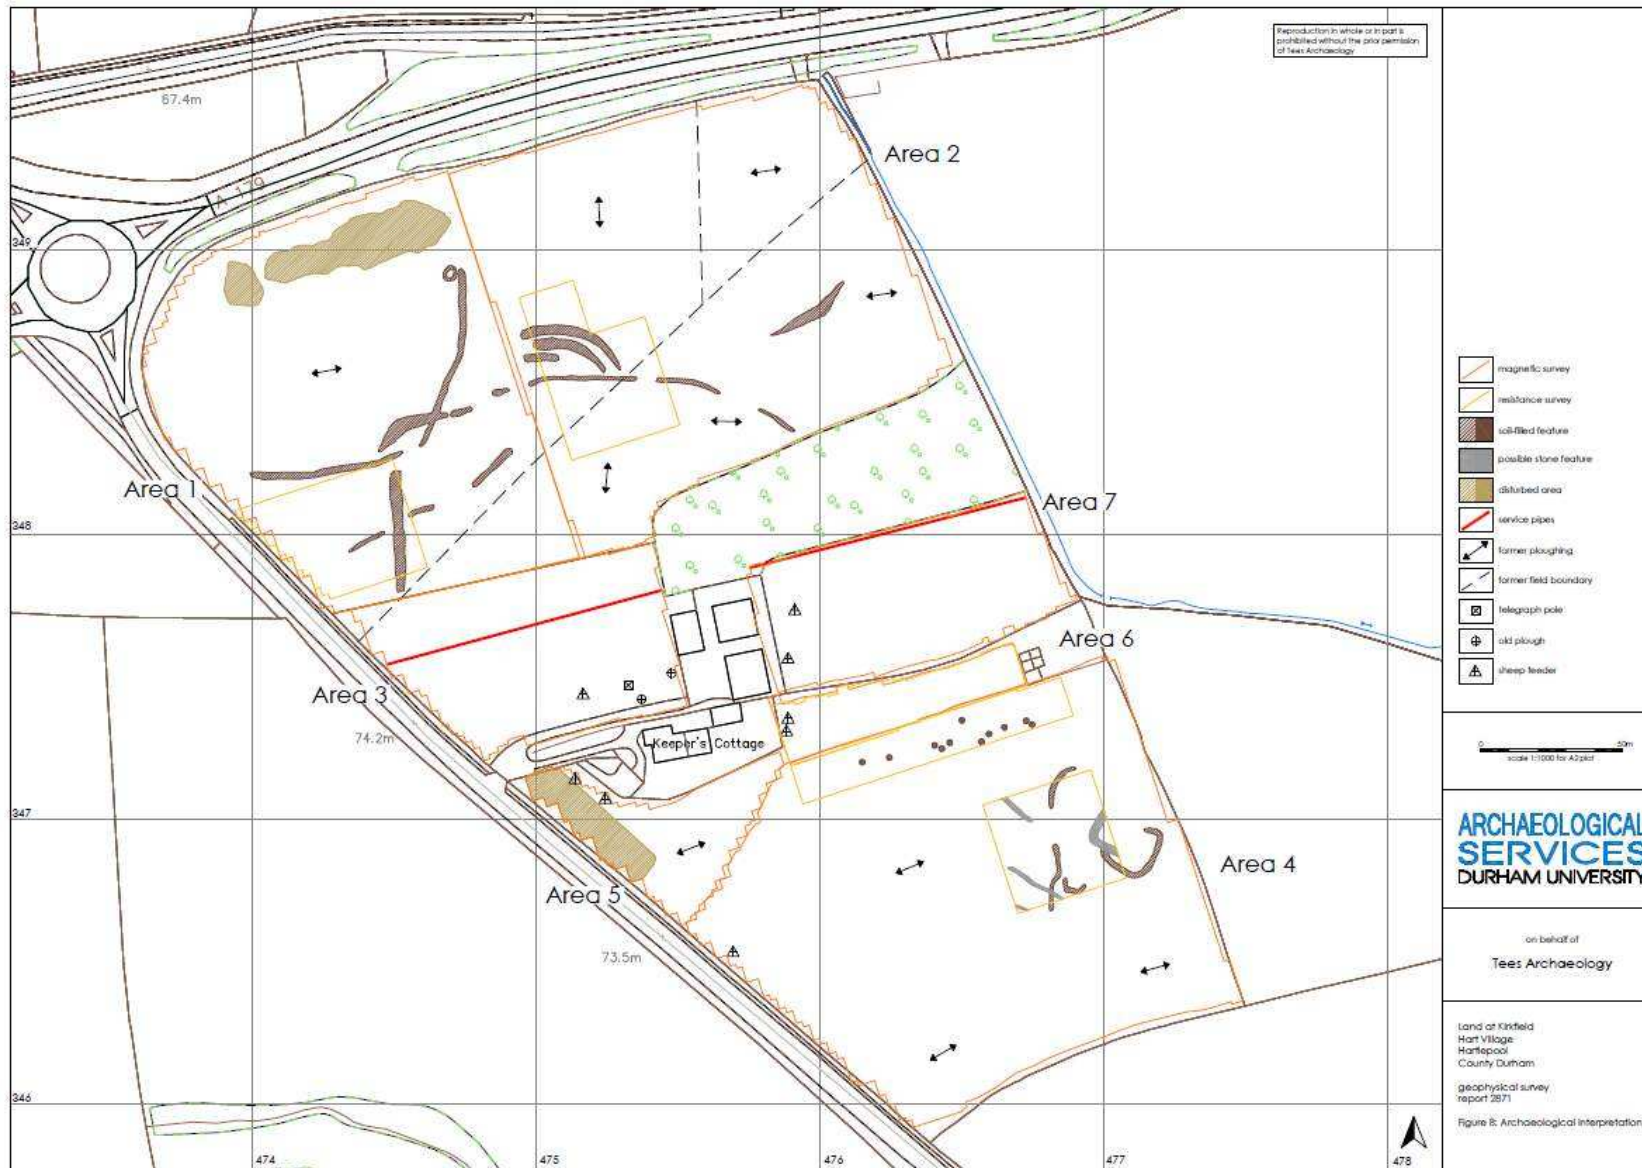 Reproduction in whole or in part is
prohibited without the prior permission
of Tees Archaeology
67.4m
A 179
Area 2
349
Area 1
Area 7
348
Area 6
Area 3
74.2m
Keeper's Cottage
347
Area 4
Area 5
73.5m
346
474
475
476
477
478
magnetic survey
resistance survey
soil-filled feature
possible stone feature
disturbed area
service pipes
former ploughing
former field boundary
telegraph pole
old plough
sheep feeder
0 50m
scale 1:1000 for A2 plot
ARCHAEOLOGICAL
SERVICES
DURHAM UNIVERSITY
on behalf of
Tees Archaeology
Land at Kirkfield
Hart Village
Hartlepool
County Durham
geophysical survey
report 2871
Figure 8: Archaeological interpretation